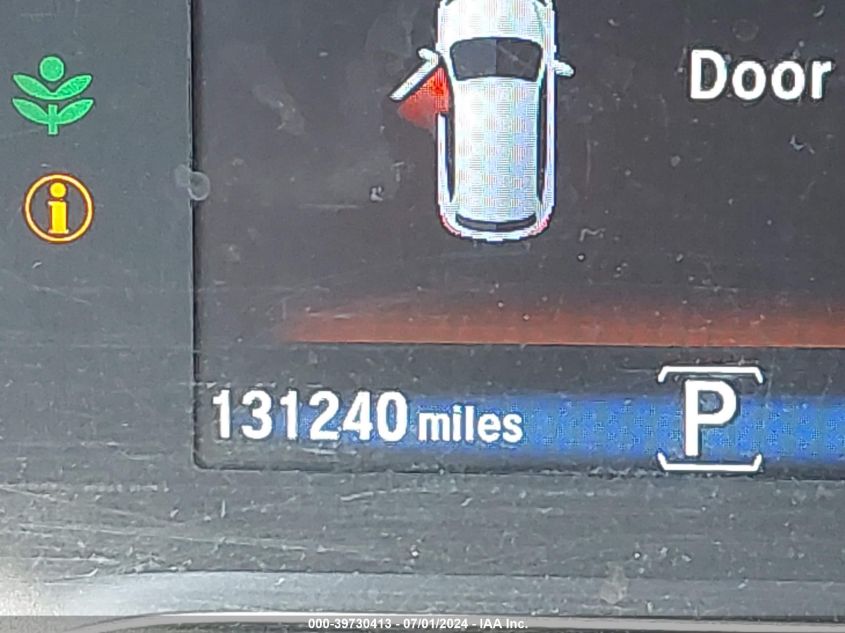 Door
131240 miles
P
000-39730413 - 07/01/2024 - IAA Inc.